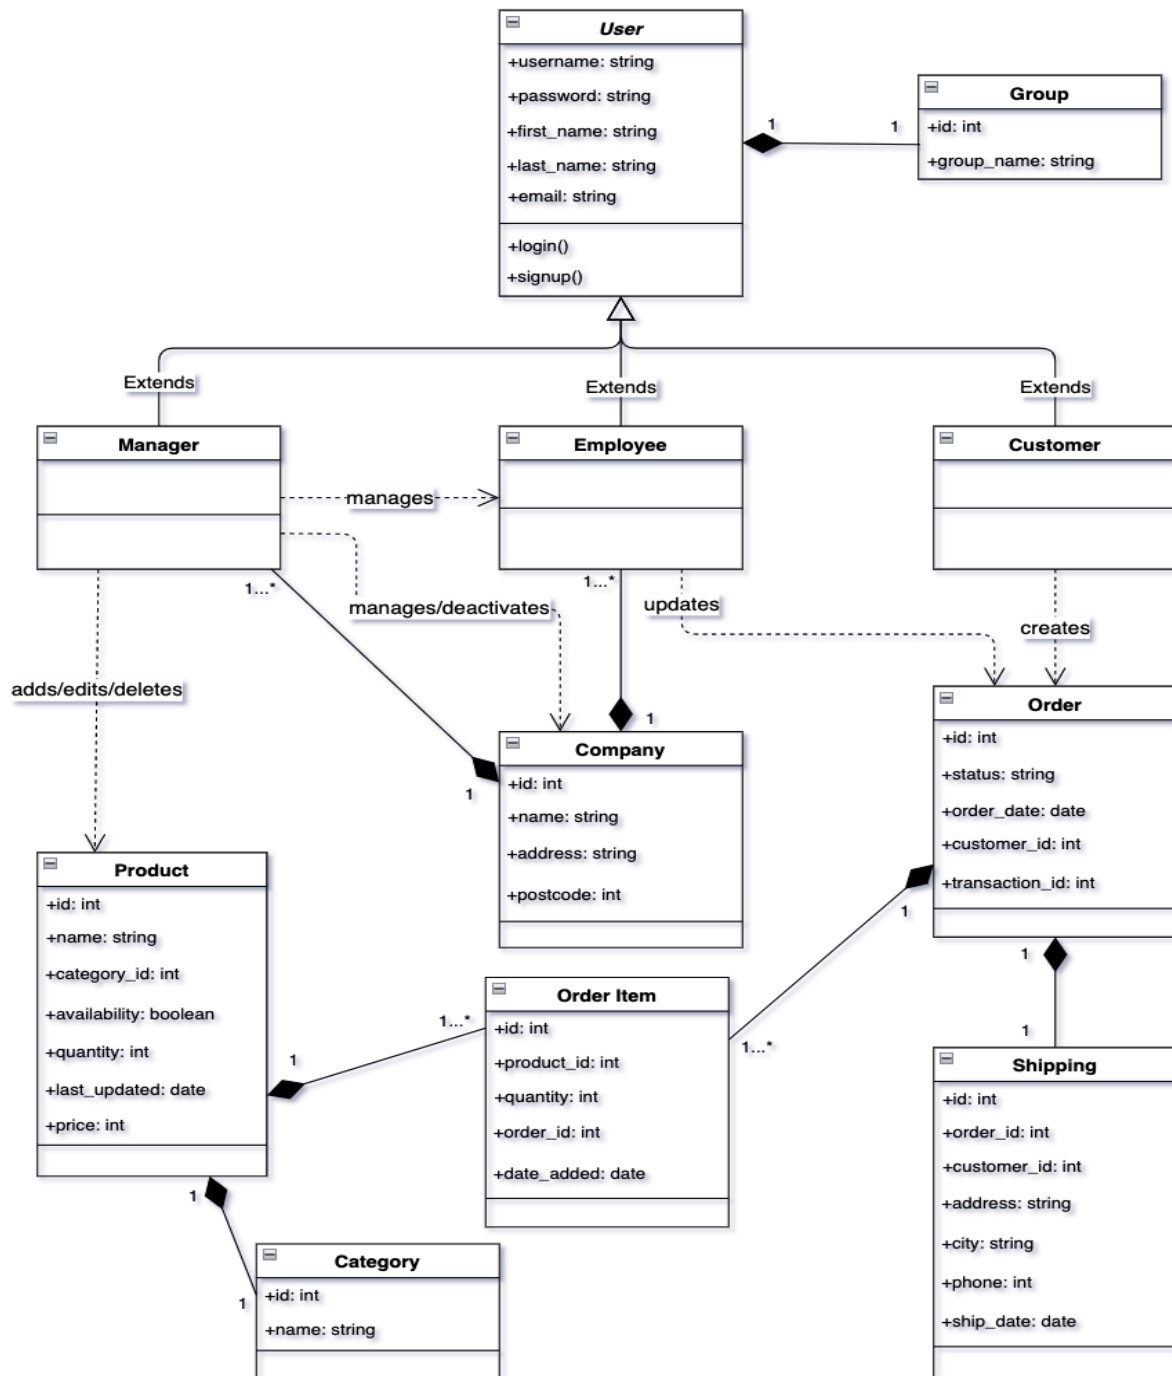 User
+username: string
+password: string
+first_name: string
+last_name: string
+email: string
+login()
+signup()
1
1
Group
+id: int
+group_name: string
Extends
Extends
Extends
Manager
Employee
Customer
manages
1...*
manages/deactivates
1...*
updates
creates
adds/edits/deletes
1
1
Company
+id: int
+name: string
+address: string
+postcode: int
Order
+id: int
+status: string
+order_date: date
+customer_id: int
+transaction_id: int
Product
+id: int
+name: string
+category_id: int
+availability: boolean
+quantity: int
+last_updated: date
+price: int
1
1...*
Order Item
+id: int
+product_id: int
+quantity: int
+order_id: int
+date_added: date
1
1...*
1
1
Shipping
+id: int
+order_id: int
+customer_id: int
+address: string
+city: string
+phone: int
+ship_date: date
1
1
Category
+id: int
+name: string